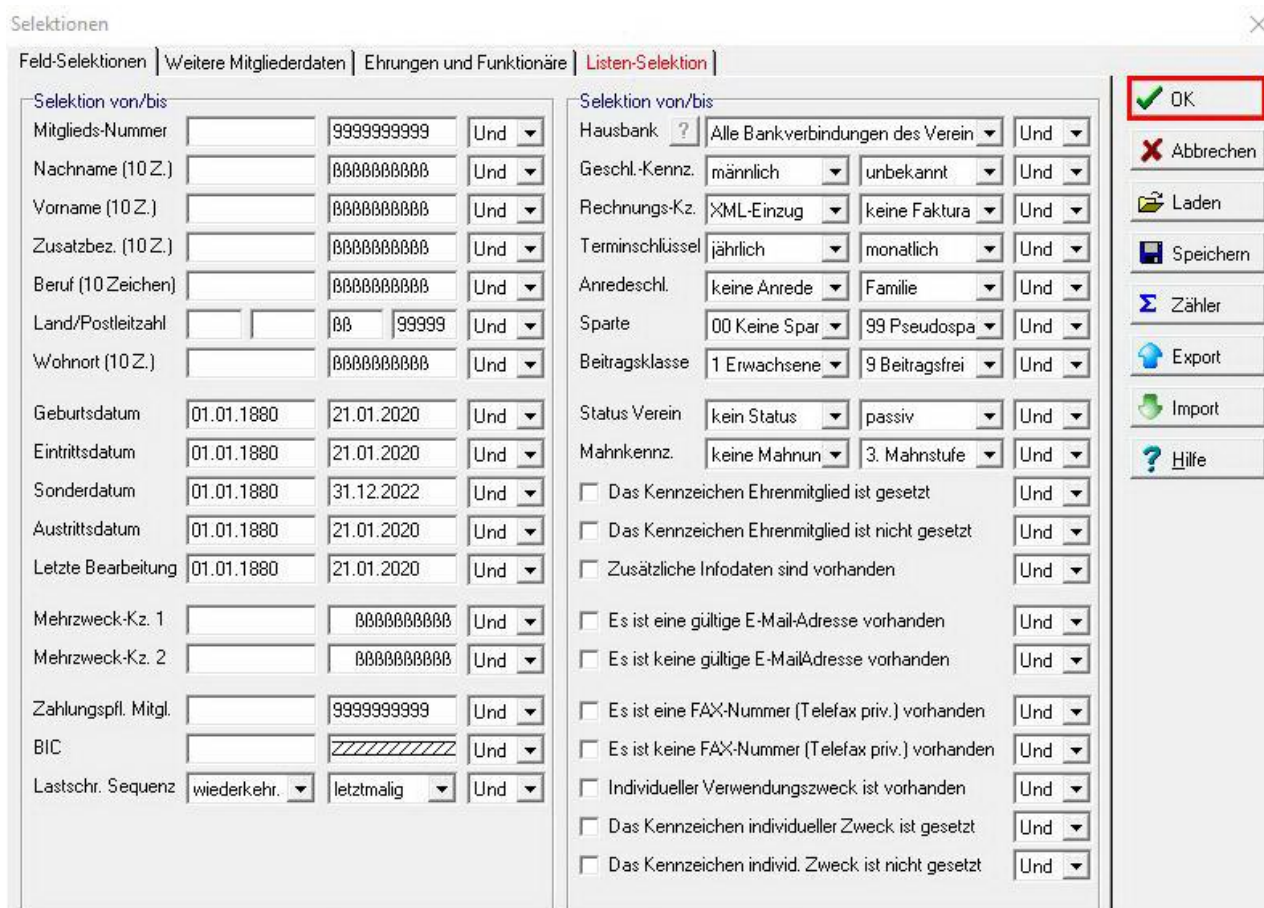 Selektionen
Feld-Selektionen Weitere Mitgliederdaten Ehrungen und Funktionäre Listen-Selektion
Selektion von/bis
Mitglieds-Nummer 9999999999 Und
Nachname (10 Z.) ßßßßßßßßßß Und
Vorname (10 Z.) ßßßßßßßßßß Und
Zusatzbez. (10 Z.) ßßßßßßßßßß Und
Beruf (10 Zeichen) ßßßßßßßßßß Und
Land/Postleitzahl ßß 99999 Und
Wohnort (10 Z.) ßßßßßßßßßß Und
Geburtsdatum 01.01.1880 21.01.2020 Und
Eintrittsdatum 01.01.1880 21.01.2020 Und
Sonderdatum 01.01.1880 31.12.2022 Und
Austrittsdatum 01.01.1880 21.01.2020 Und
Letzte Bearbeitung 01.01.1880 21.01.2020 Und
Mehrzweck-Kz. 1 ßßßßßßßßßß Und
Mehrzweck-Kz. 2 ßßßßßßßßßß Und
Zahlungspfl. Mitgl. 9999999999 Und
BIC ZZZZZZZZZZZ Und
Lastschr. Sequenz wiederkehr. letztmalig Und
Selektion von/bis
Hausbank ? Alle Bankverbindungen des Verein Und
Geschl.-Kennz. männlich unbekannt Und
Rechnungs-Kz. XML-Einzug keine Faktura Und
Terminschlüssel jährlich monatlich Und
Anredeschl. keine Anrede Familie Und
Sparte 00 Keine Spar 99 Pseudospa Und
Beitragsklasse 1 Erwachsene 9 Beitragsfrei Und
Status Verein kein Status passiv Und
Mahnkennz. keine Mahnun 3. Mahnstufe Und
Das Kennzeichen Ehrenmitglied ist gesetzt Und
Das Kennzeichen Ehrenmitglied ist nicht gesetzt Und
Zusätzliche Infodaten sind vorhanden Und
Es ist eine gültige E-Mail-Adresse vorhanden Und
Es ist keine gültige E-MailAdresse vorhanden Und
Es ist eine FAX-Nummer (Telefax priv.) vorhanden Und
Es ist keine FAX-Nummer (Telefax priv.) vorhanden Und
Individueller Verwendungszweck ist vorhanden Und
Das Kennzeichen individueller Zweck ist gesetzt Und
Das Kennzeichen individ. Zweck ist nicht gesetzt Und
OK
Abbrechen
Laden
Speichern
Σ Zähler
Export
Import
? Hilfe